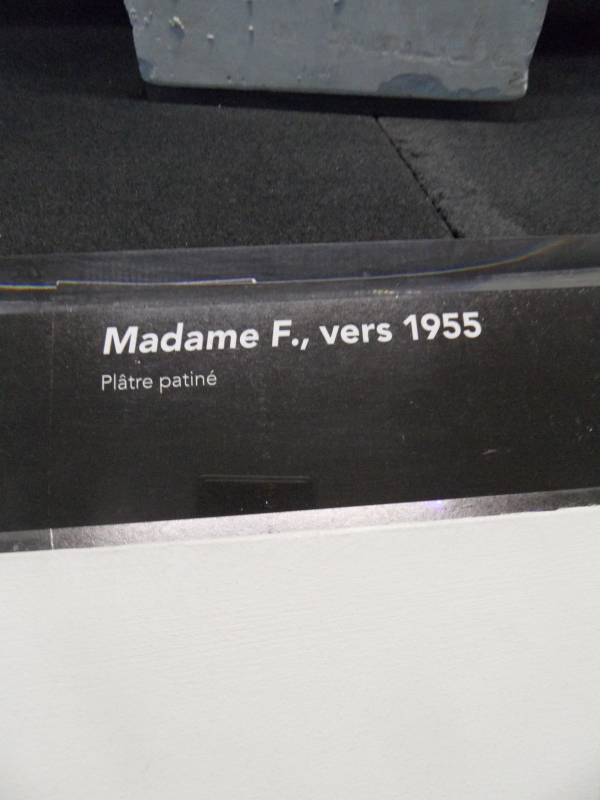 Madame F., vers 1955
Plâtre patiné